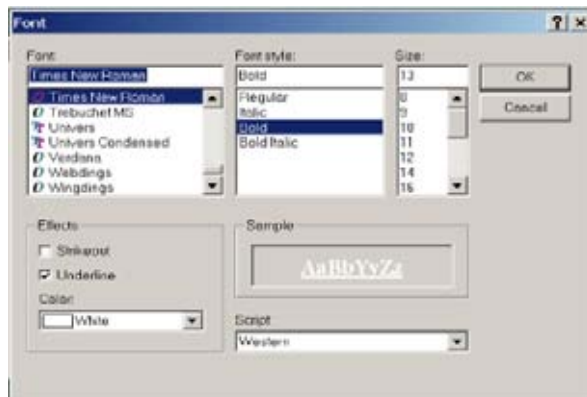 Font
Font:
Times New Roman
Times New Roman
Trebuchet MS
Univers
Univers Condensed
Verdana
Webdings
Wingdings
Font style:
Bold
Regular
Italic
Bold
Bold Italic
Size:
13
8
9
10
11
12
14
16
OK
Cancel
Effects
Strikeout
Underline
Color:
White
Sample
AaBbYyZz
Script
Western